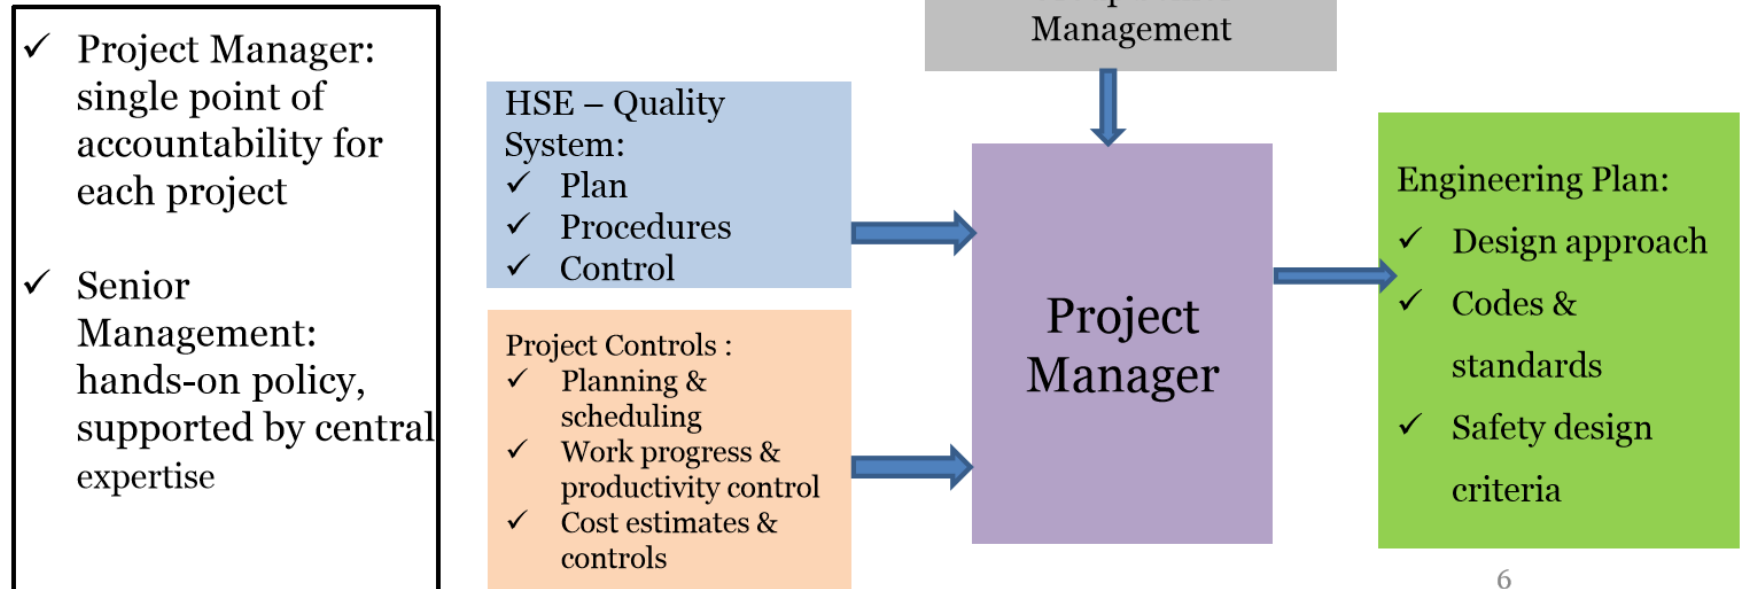 ✓ Project Manager:
single point of
accountability for
each project
✓ Senior
Management:
hands-on policy,
supported by central
expertise
Management
HSE – Quality
System:
✓ Plan
✓ Procedures
✓ Control
Project Controls :
✓ Planning &
scheduling
✓ Work progress &
productivity control
✓ Cost estimates &
controls
Project
Manager
Engineering Plan:
✓ Design approach
✓ Codes &
standards
✓ Safety design
criteria
6